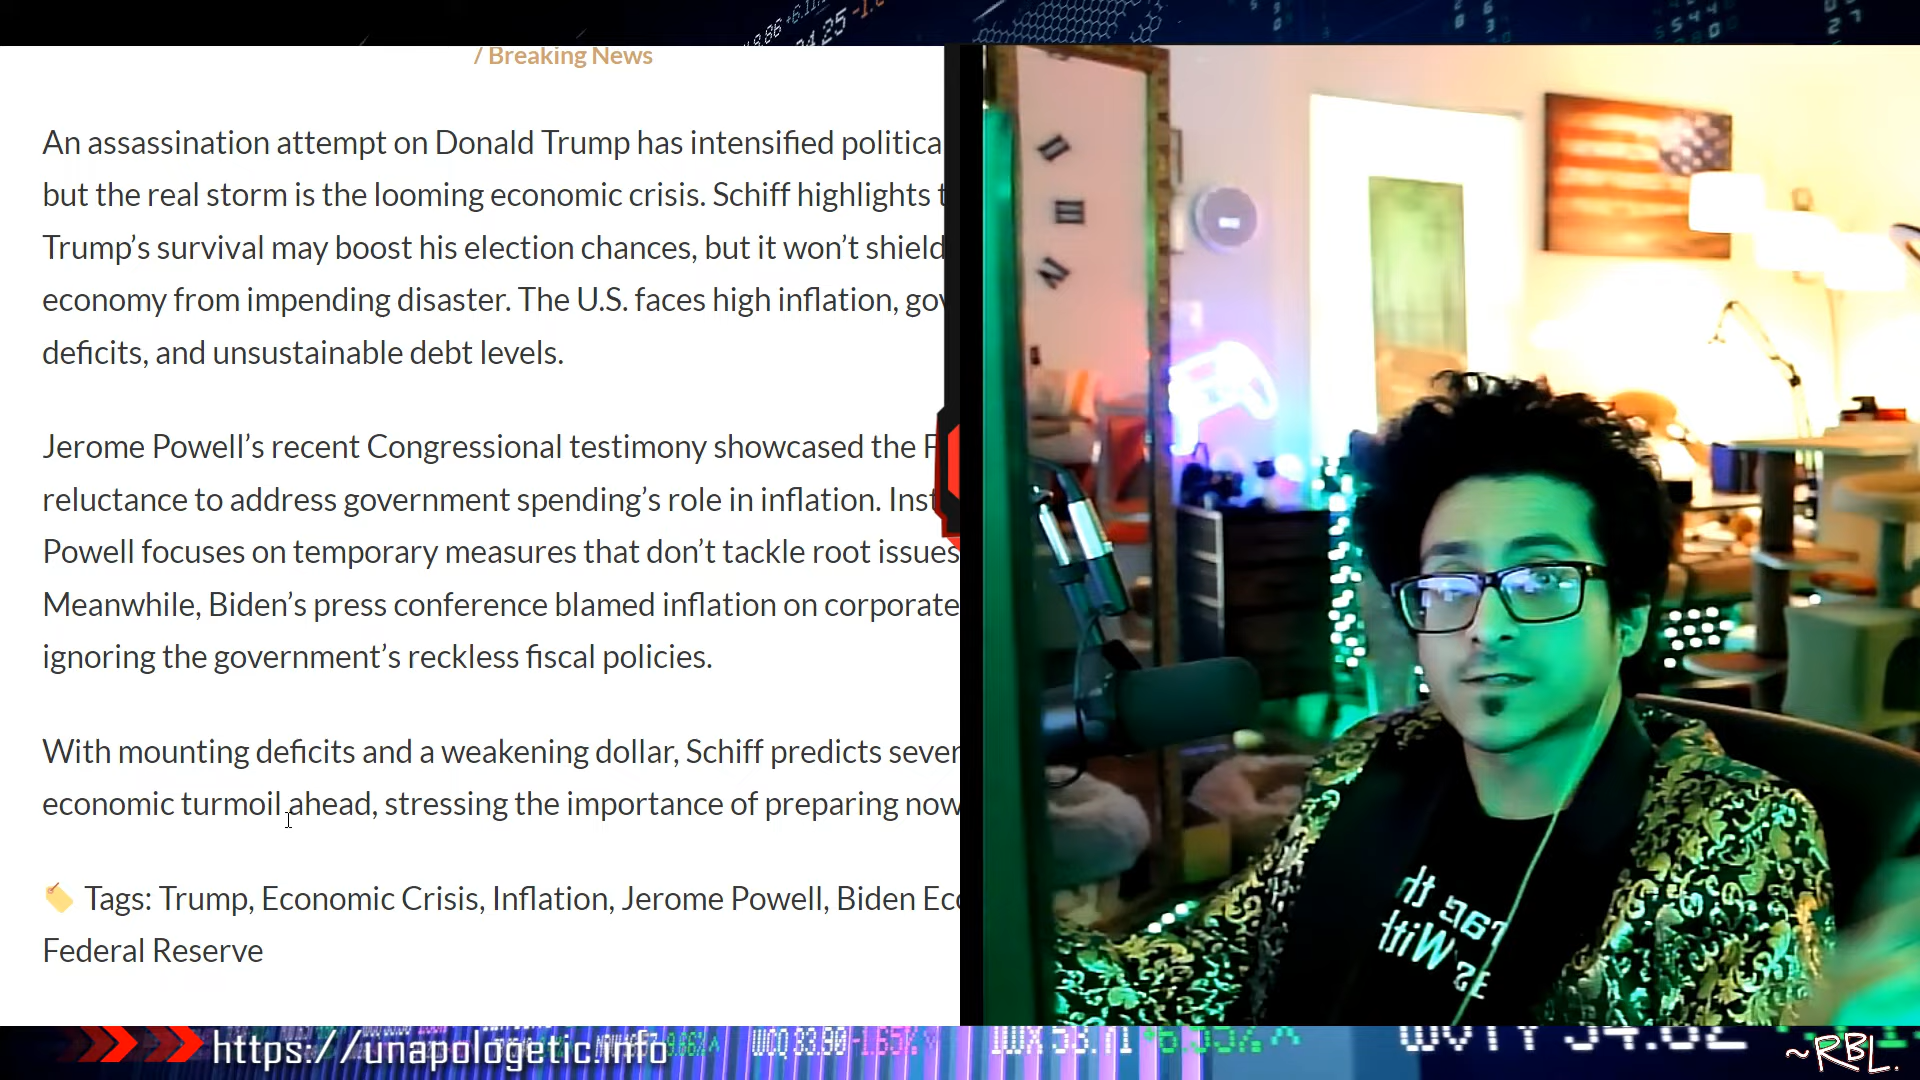 / Breaking News
An assassination attempt on Donald Trump has intensified politica
but the real storm is the looming economic crisis. Schiff highlights t
Trump’s survival may boost his election chances, but it won’t shield
economy from impending disaster. The U.S. faces high inflation, gov
deficits, and unsustainable debt levels.
Jerome Powell’s recent Congressional testimony showcased the F
reluctance to address government spending’s role in inflation. Inst
Powell focuses on temporary measures that don’t tackle root issues
Meanwhile, Biden’s press conference blamed inflation on corporate
ignoring the government’s reckless fiscal policies.
With mounting deficits and a weakening dollar, Schiff predicts sever
economic turmoil ahead, stressing the importance of preparing now
Tags: Trump, Economic Crisis, Inflation, Jerome Powell, Biden Eco
Federal Reserve
https://unapologetic.info
~RBL.